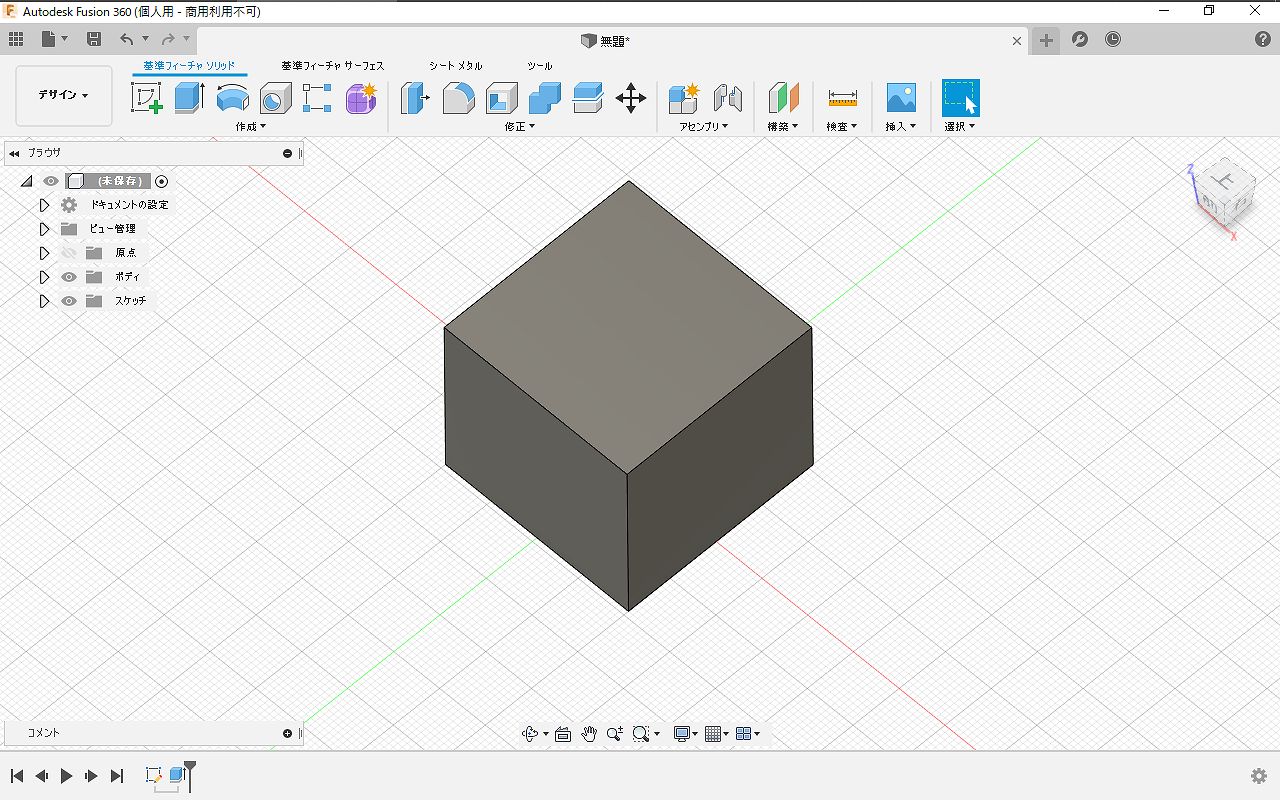 Autodesk Fusion 360 (個人用 - 商用利用不可)
無題*
デザイン
基準フィーチャ ソリッド 基準フィーチャ サーフェス シート メタル ツール
作成 修正 アセンブリ 構築 検査 挿入 選択
ブラウザ
(未保存)
ドキュメントの設定
ビュー管理
原点
ボディ
スケッチ
Z
上
X
コメント